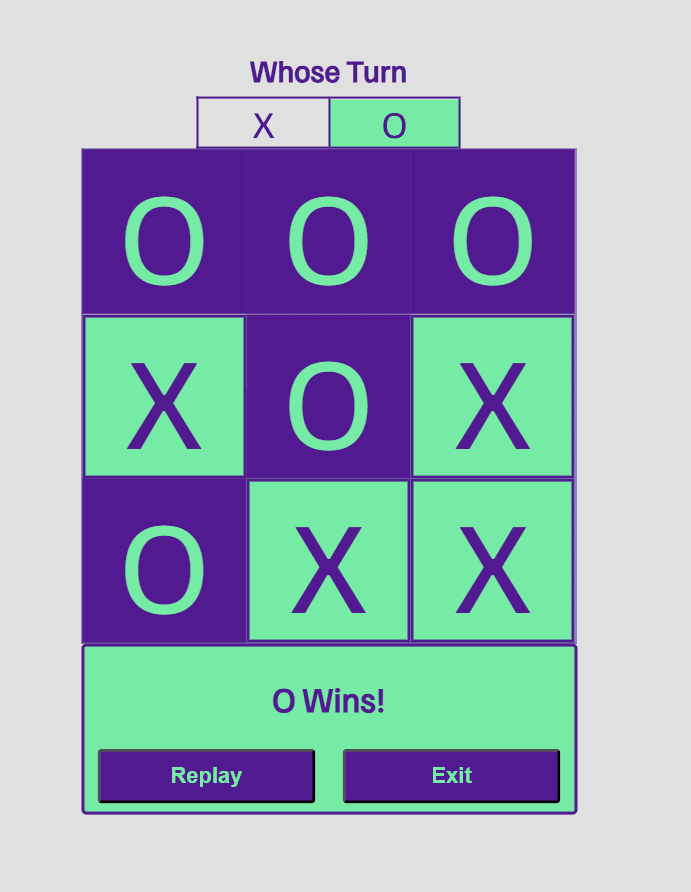 Whose Turn
X O
O O O
X O X
O X X
O Wins!
Replay Exit